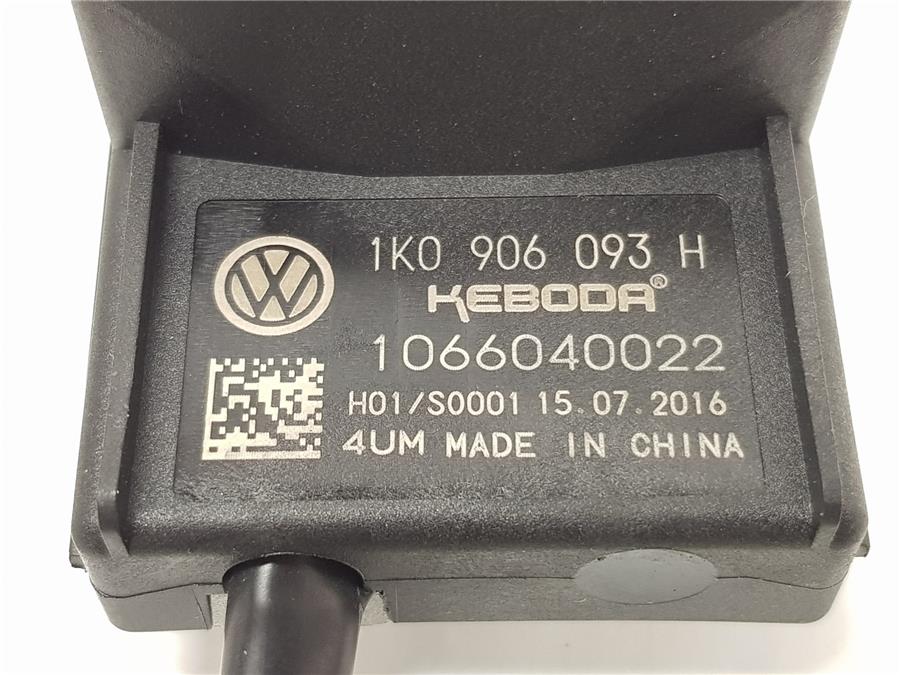 1K0 906 093 H
KEBODA®
1066040022
H01/S0001 15.07.2016
4UM MADE IN CHINA